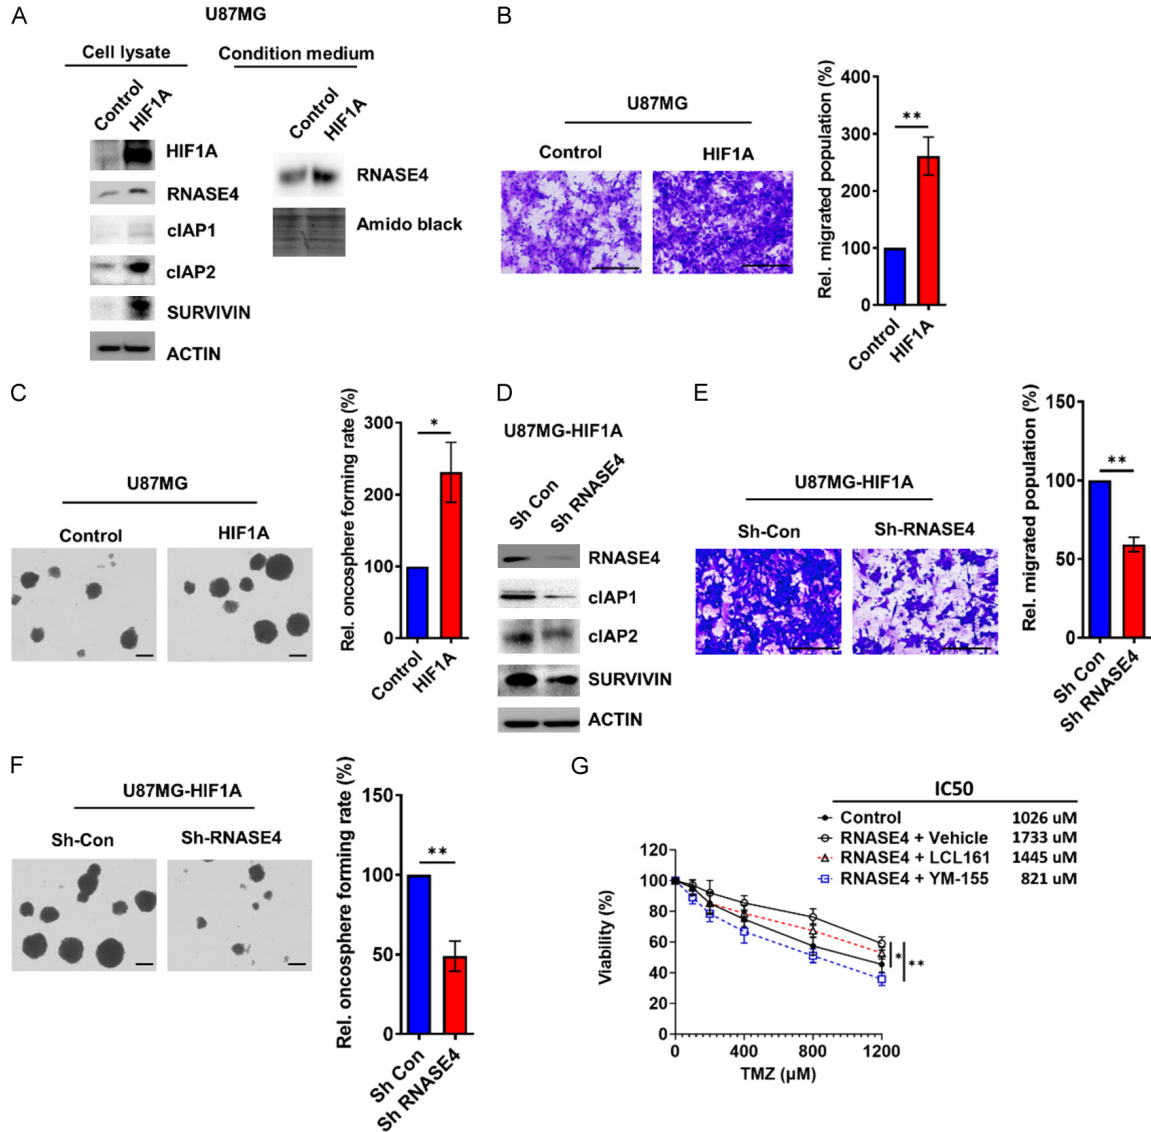 A
U87MG
Cell lysate
Condition medium
Control
HIF1A
HIF1A
RNASE4
cIAP1
cIAP2
SURVIVIN
ACTIN
Control
HIF1A
RNASE4
Amido black
B
U87MG
Control
HIF1A
Rel. migrated population (%)
400
300
200
100
0
**
Control
HIF1A
C
U87MG
Control
HIF1A
Rel. oncosphere forming rate (%)
300
200
100
0
*
Control
HIF1A
D
U87MG-HIF1A
Sh Con
Sh RNASE4
RNASE4
cIAP1
cIAP2
SURVIVIN
ACTIN
E
U87MG-HIF1A
Sh-Con
Sh-RNASE4
Rel. migrated population (%)
150
100
50
0
**
Sh Con
Sh RNASE4
F
U87MG-HIF1A
Sh-Con
Sh-RNASE4
Rel. oncosphere forming rate (%)
150
100
50
0
**
Sh Con
Sh RNASE4
G
IC50
Control 1026 uM
RNASE4 + Vehicle 1733 uM
RNASE4 + LCL161 1445 uM
RNASE4 + YM-155 821 uM
Viability (%)
120
100
80
60
40
20
0
* **
0 400 800 1200
TMZ (µM)